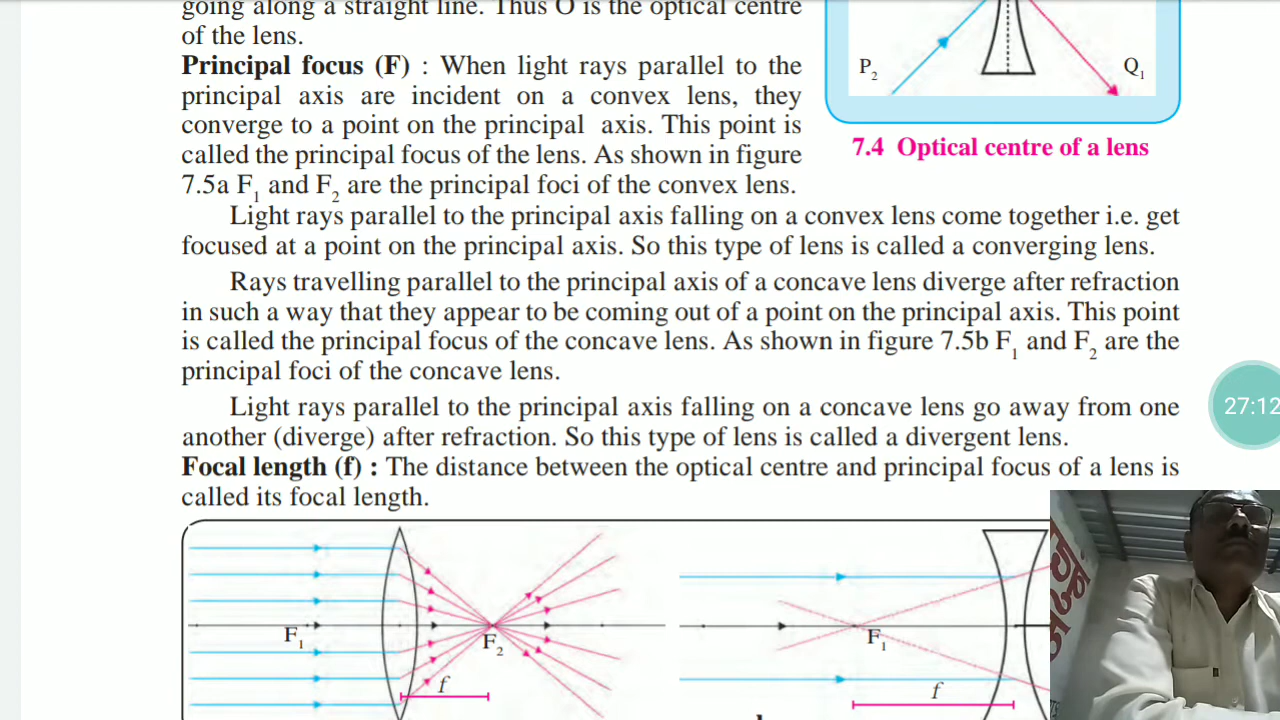 going along a straight line. Thus O is the optical centre
of the lens.
Principal focus (F) : When light rays parallel to the
principal axis are incident on a convex lens, they
converge to a point on the principal axis. This point is
called the principal focus of the lens. As shown in figure
7.5a F₁ and F₂ are the principal foci of the convex lens.
P₂
Q₁
7.4 Optical centre of a lens
Light rays parallel to the principal axis falling on a convex lens come together i.e. get
focused at a point on the principal axis. So this type of lens is called a converging lens.
Rays travelling parallel to the principal axis of a concave lens diverge after refraction
in such a way that they appear to be coming out of a point on the principal axis. This point
is called the principal focus of the concave lens. As shown in figure 7.5b F₁ and F₂ are the
principal foci of the concave lens.
Light rays parallel to the principal axis falling on a concave lens go away from one
another (diverge) after refraction. So this type of lens is called a divergent lens.
Focal length (f) : The distance between the optical centre and principal focus of a lens is
called its focal length.
27:12
F₁
F₂
f
F₁
f